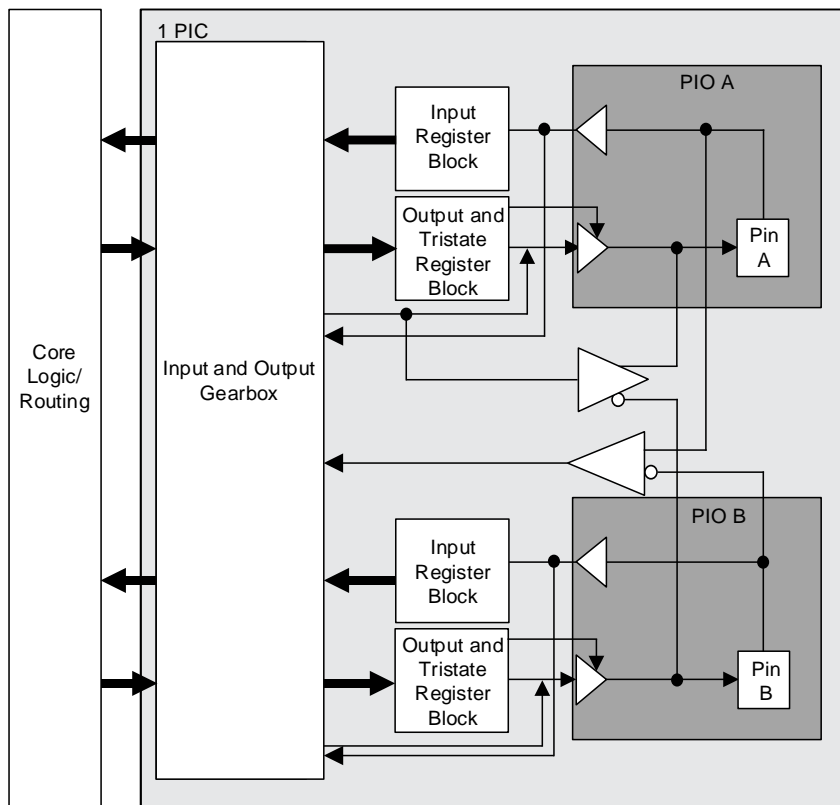 1 PIC
Core
Logic/
Routing
Input and Output
Gearbox
Input
Register
Block
Output and
Tristate
Register
Block
PIO A
Pin
A
Input
Register
Block
Output and
Tristate
Register
Block
PIO B
Pin
B